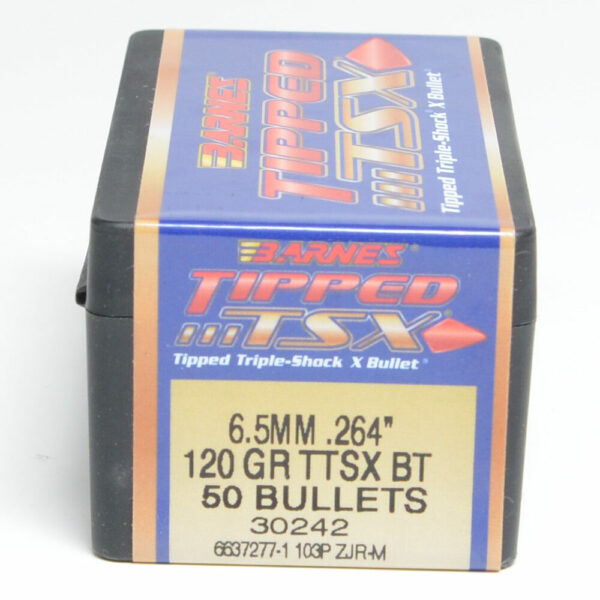 BARNES
TIPPED
TSX
Tipped Triple-Shock X Bullet
BARNES®
TIPPED
TSX
Tipped Triple-Shock X Bullet®
6.5MM .264"
120 GR TTSX BT
50 BULLETS
30242
6637277-1 103P ZJR-M